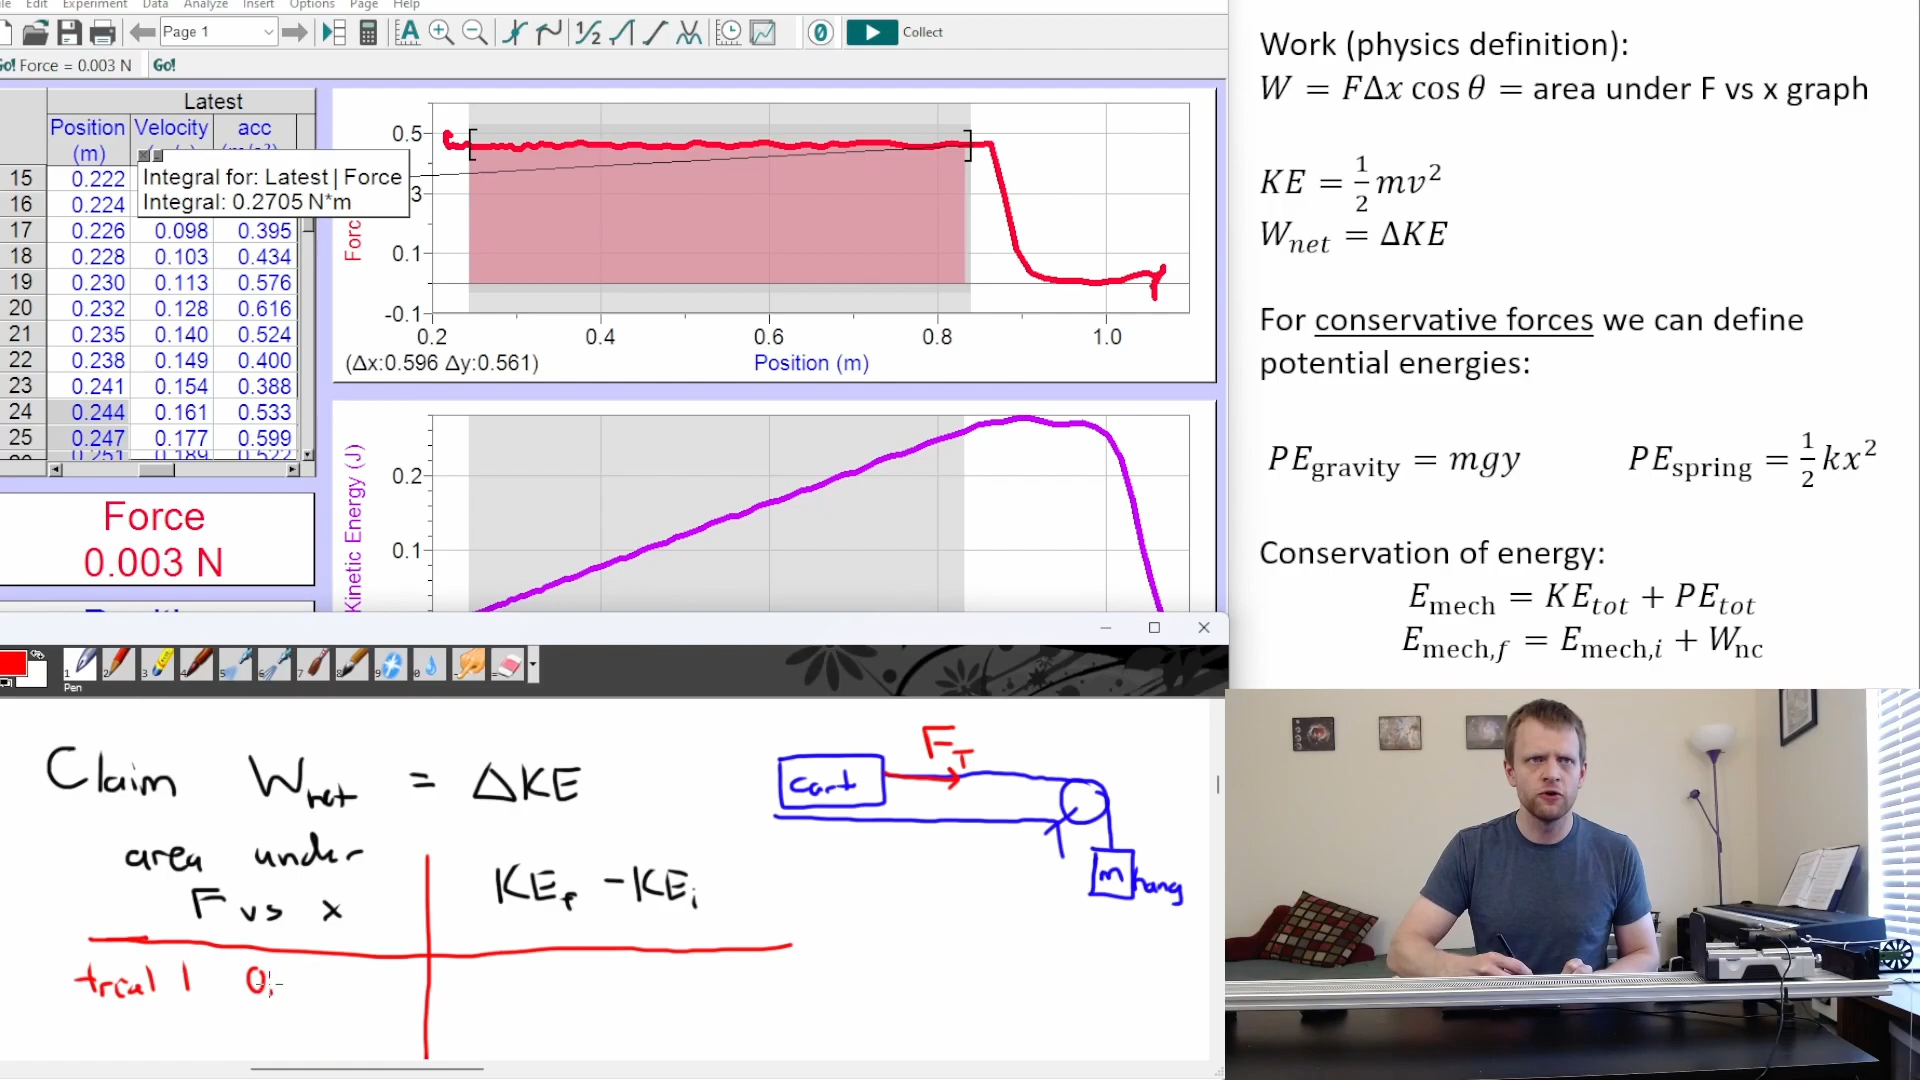 Edit Experiment Data Analyze Insert Options Page Help
Page 1
Collect
Go! Force = 0.003 N Go!
Latest
Position Velocity acc
(m)
15 0.222
16 0.224
17 0.226 0.098 0.395
18 0.228 0.103 0.434
19 0.230 0.113 0.576
20 0.232 0.128 0.616
21 0.235 0.140 0.524
22 0.238 0.149 0.400
23 0.241 0.154 0.388
24 0.244 0.161 0.533
25 0.247 0.177 0.599
0.251 0.189 0.522
Integral for: Latest | Force
Integral: 0.2705 N*m
Force
0.003 N
0.5
3
0.1
-0.1
0.2 0.4 0.6 0.8 1.0
(Δx:0.596 Δy:0.561) Position (m)
Forc
Kinetic Energy (J)
0.2
0.1
Work (physics definition):
W = FΔx cos θ = area under F vs x graph
KE = 1/2 mv²
W_net = ΔKE
For conservative forces we can define
potential energies:
PE_gravity = mgy PE_spring = 1/2 kx²
Conservation of energy:
E_mech = KE_tot + PE_tot
E_mech,f = E_mech,i + W_nc
Pen
Claim W_net = ΔKE
area under
F vs x
KE_f - KE_i
trial 1 0.
cart
F_T
m hang